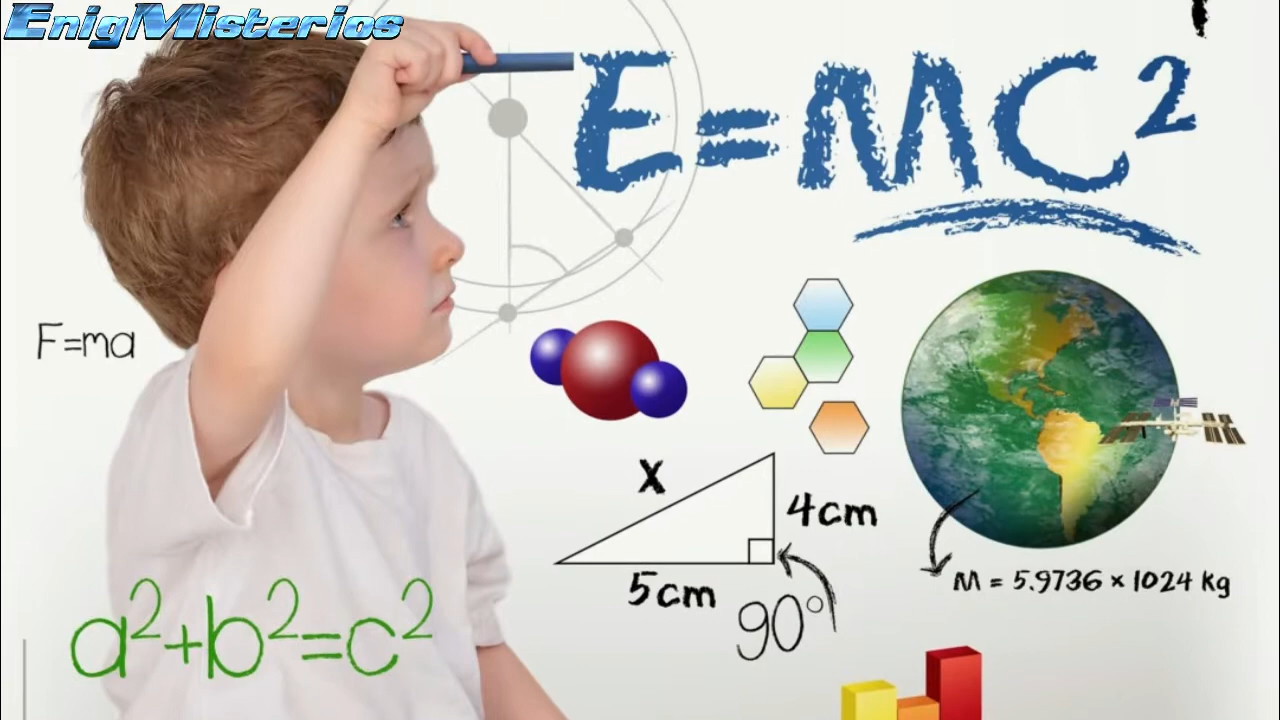 EnigMisterios
E=MC²
F=ma
X
4cm
5cm
90°
M = 5.9736 × 1024 kg
a²+b²=c²